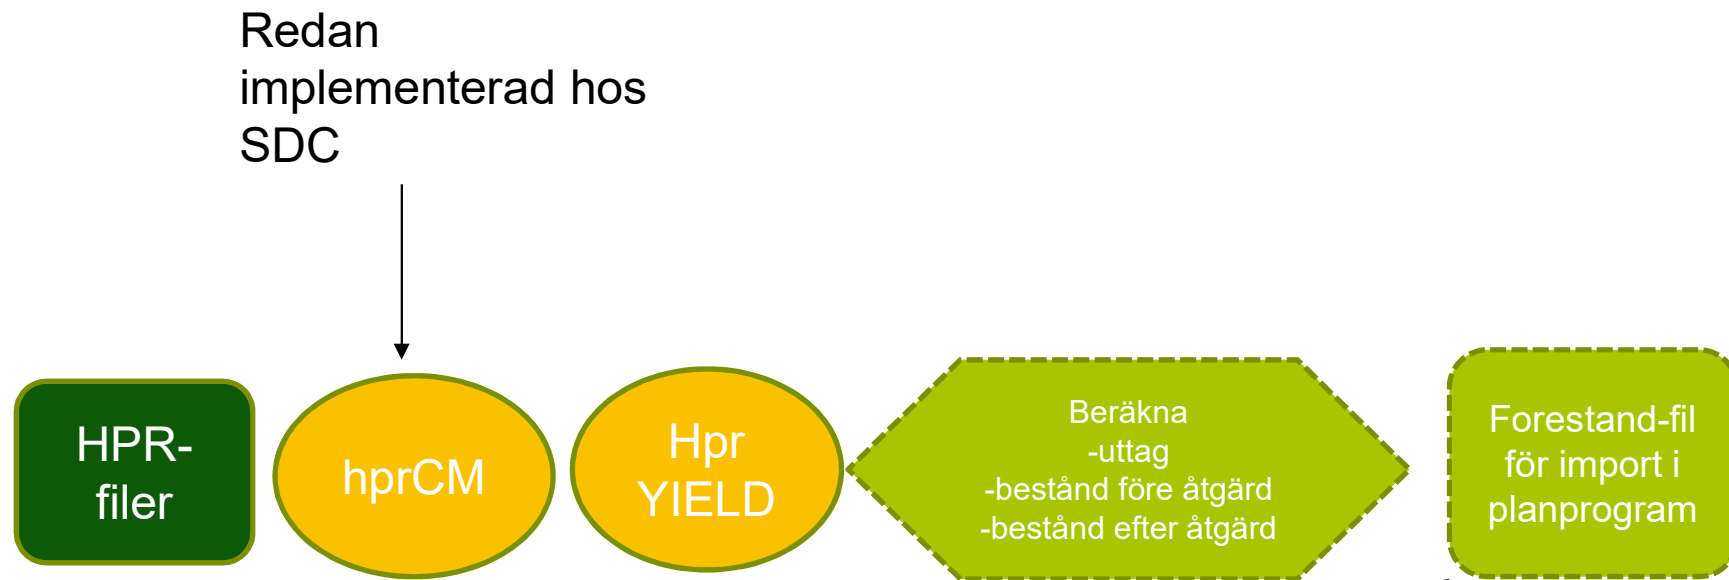 Redan
implementerad hos
SDC
HPR-
filer
hprCM
Hpr
YIELD
Beräkna
-uttag
-bestånd före åtgärd
-bestånd efter åtgärd
Forestand-fil
för import i
planprogram